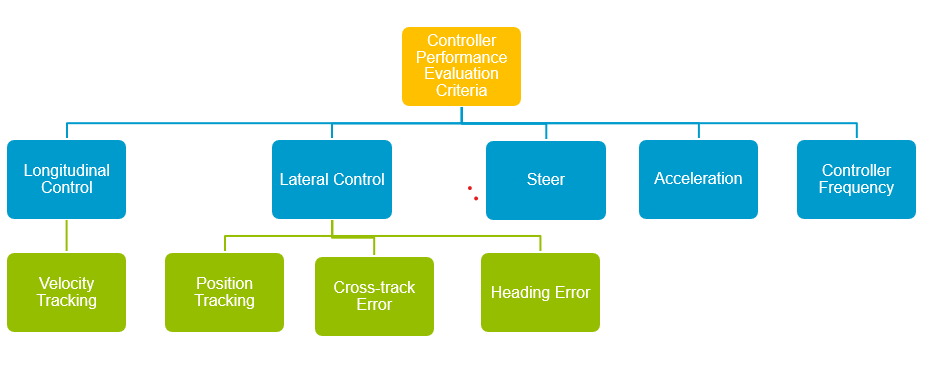 Controller
Performance
Evaluation
Criteria
Longitudinal
Control
Lateral Control
Steer
Acceleration
Controller
Frequency
Velocity
Tracking
Position
Tracking
Cross-track
Error
Heading Error